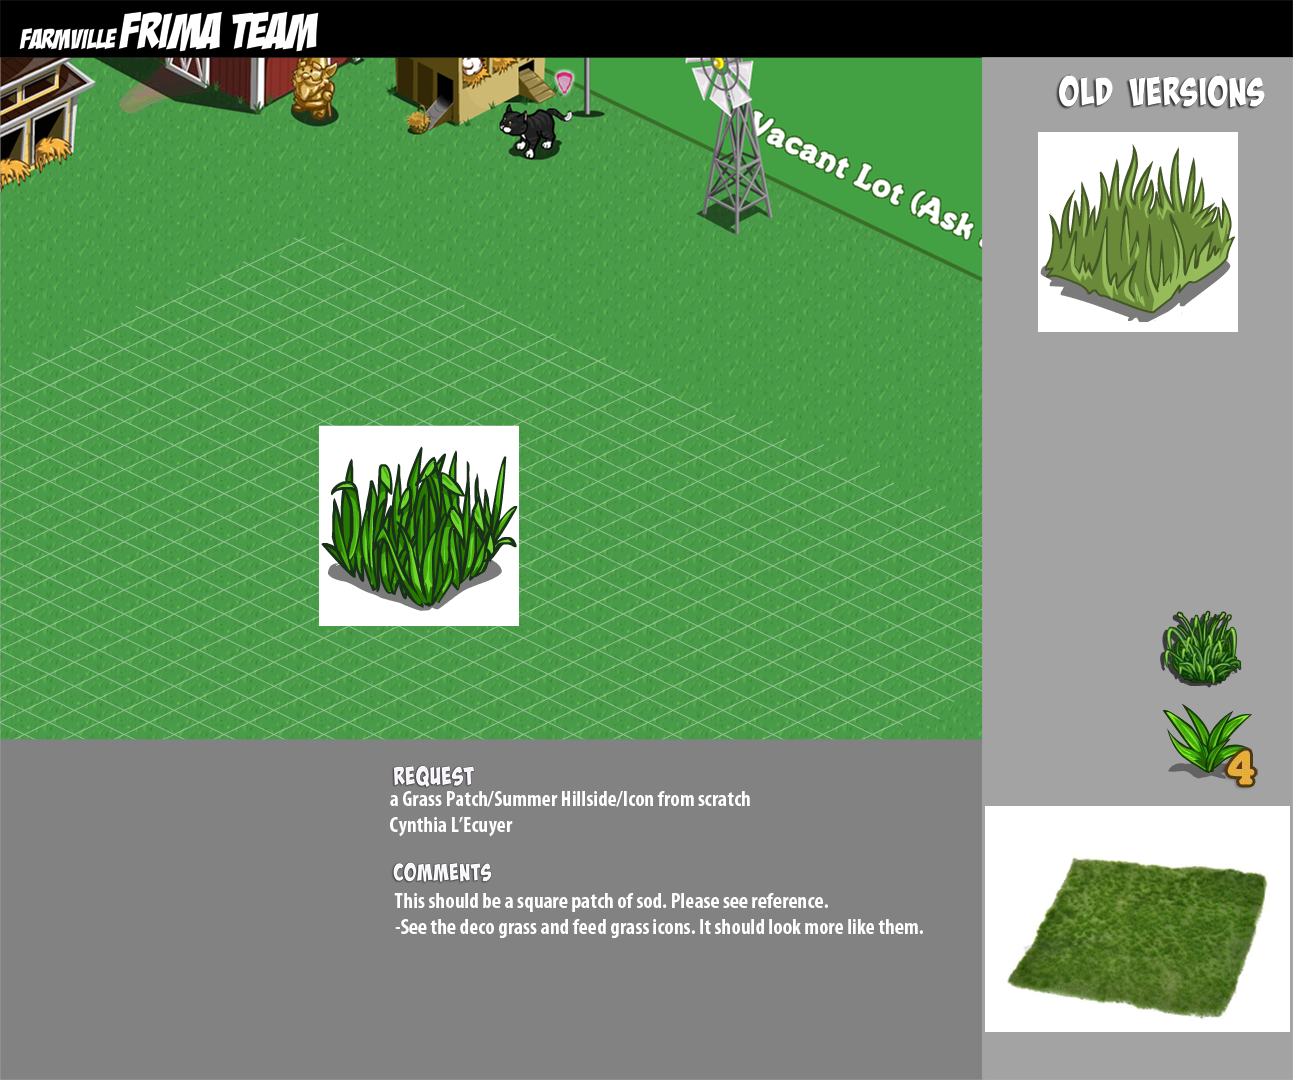 FARMVILLE FRIMA TEAM
OLD VERSIONS
Vacant Lot (Ask
4
REQUEST
a Grass Patch/Summer Hillside/Icon from scratch
Cynthia L’Ecuyer
COMMENTS
This should be a square patch of sod. Please see reference.
-See the deco grass and feed grass icons. It should look more like them.